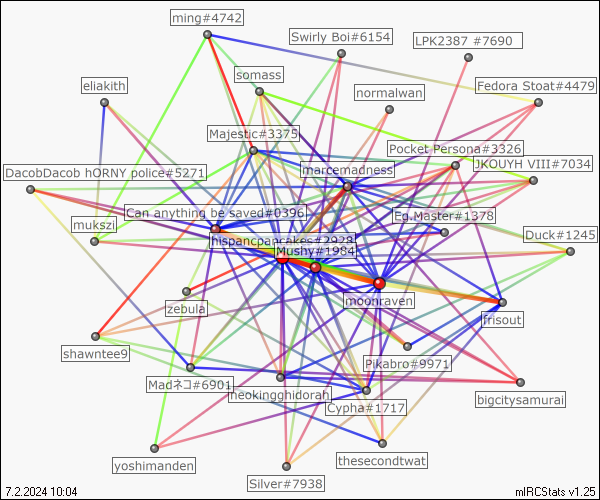 ming#4742
Swirly Boi#6154
LPK2387 #7690
somass
eliakith
normalwan
Fedora Stoat#4479
Majestic#3375
Pocket Persona#3326
marcemadness
JKOUYH VIII#7034
DacobDacob hORNY police#5271
Can anything be saved#0396
Eg.Master#1378
mukszi
hispancpancakes#2928
Duck#1245
Mushy#1984
moonraven
zebula
frisout
shawntee9
Pikabro#9971
Madネコ#6901
neokingghidorah
bigcitysamurai
Cypha#1717
yoshimanden
thesecondtwat
Silver#7938
7.2.2024 10:04
mIRCStats v1.25